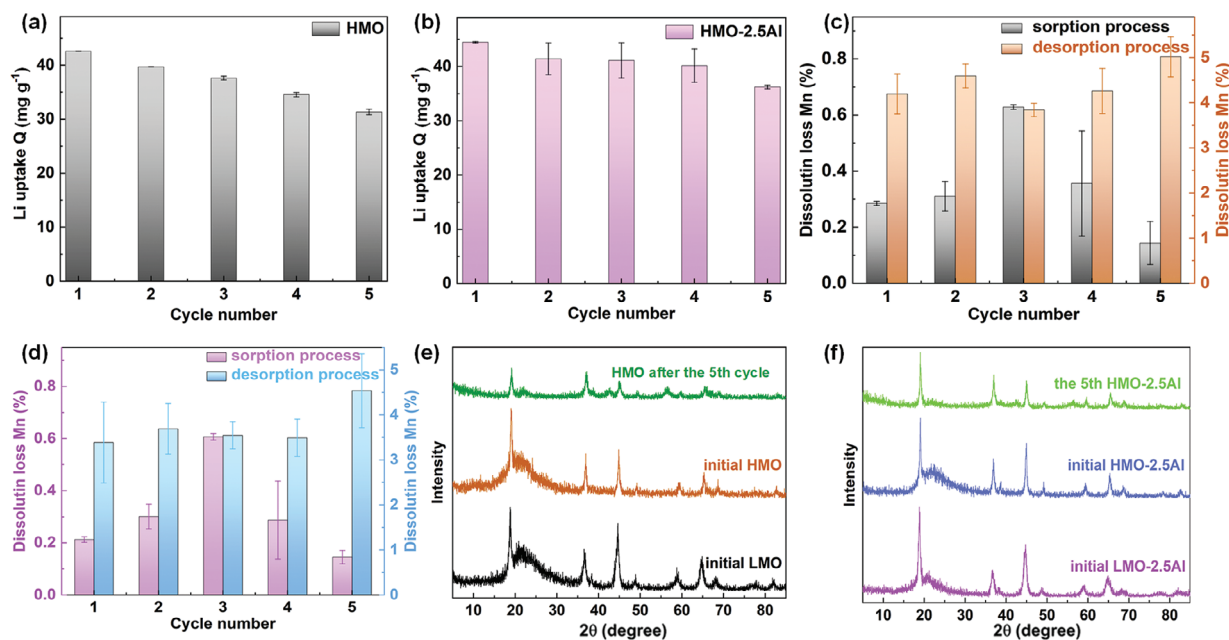 (a)
HMO
Li uptake Q (mg g⁻¹)
40
30
20
10
0
1 2 3 4 5
Cycle number
(b)
HMO-2.5Al
Li uptake Q (mg g⁻¹)
40
30
20
10
0
1 2 3 4 5
Cycle number
(c)
sorption process
desorption process
Dissolutin loss Mn (%)
0.8
0.6
0.4
0.2
0.0
1 2 3 4 5
Cycle number
5
4
3
2
1
0
Dissolutin loss Mn (%)
(d)
sorption process
desorption process
Dissolutin loss Mn (%)
0.8
0.6
0.4
0.2
0.0
1 2 3 4 5
Cycle number
5
4
3
2
1
0
Dissolutin loss Mn (%)
(e)
HMO after the 5th cycle
initial HMO
initial LMO
Intensity
10 20 30 40 50 60 70 80
2θ (degree)
(f)
the 5th HMO-2.5Al
initial HMO-2.5Al
initial LMO-2.5Al
Intensity
10 20 30 40 50 60 70 80
2θ (degree)